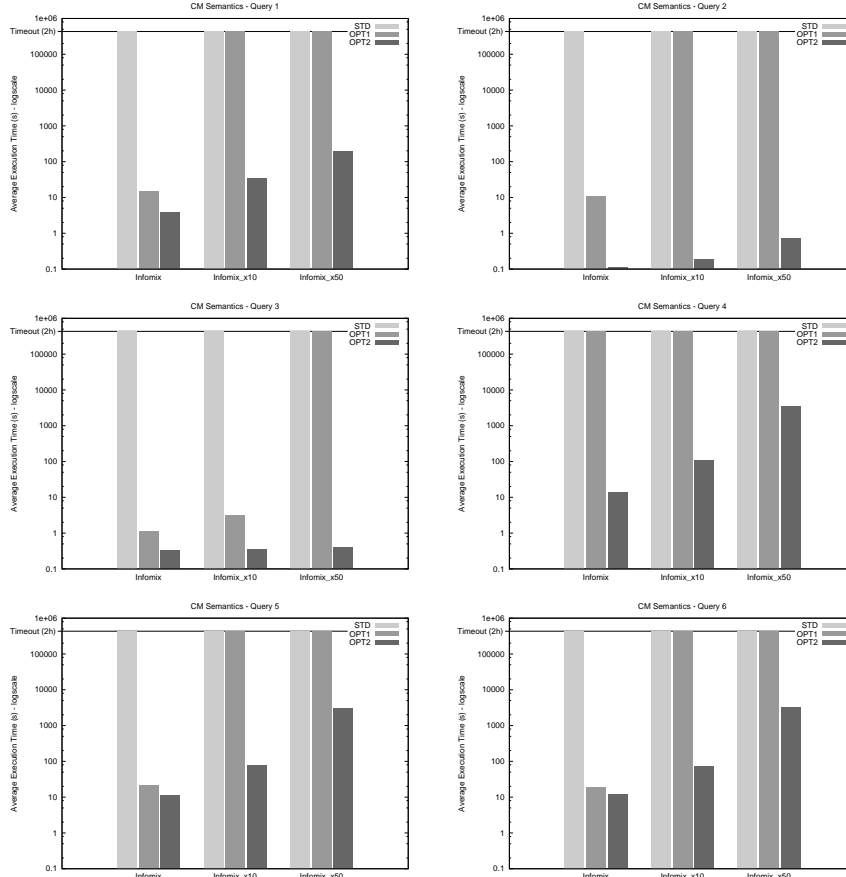 CM Semantics - Query 1
1e+06
Timeout (2h)
100000
10000
1000
100
10
1
0.1
Average Execution Time (s) - logscale
STD
OPT1
OPT2
Infomix Infomix_x10 Infomix_x50
CM Semantics - Query 2
1e+06
Timeout (2h)
100000
10000
1000
100
10
1
0.1
Average Execution Time (s) - logscale
STD
OPT1
OPT2
Infomix Infomix_x10 Infomix_x50
CM Semantics - Query 3
1e+06
Timeout (2h)
100000
10000
1000
100
10
1
0.1
Average Execution Time (s) - logscale
STD
OPT1
OPT2
Infomix Infomix_x10 Infomix_x50
CM Semantics - Query 4
1e+06
Timeout (2h)
100000
10000
1000
100
10
1
0.1
Average Execution Time (s) - logscale
STD
OPT1
OPT2
Infomix Infomix_x10 Infomix_x50
CM Semantics - Query 5
1e+06
Timeout (2h)
100000
10000
1000
100
10
1
0.1
Average Execution Time (s) - logscale
STD
OPT1
OPT2
Infomix Infomix_x10 Infomix_x50
CM Semantics - Query 6
1e+06
Timeout (2h)
100000
10000
1000
100
10
1
0.1
Average Execution Time (s) - logscale
STD
OPT1
OPT2
Infomix Infomix_x10 Infomix_x50